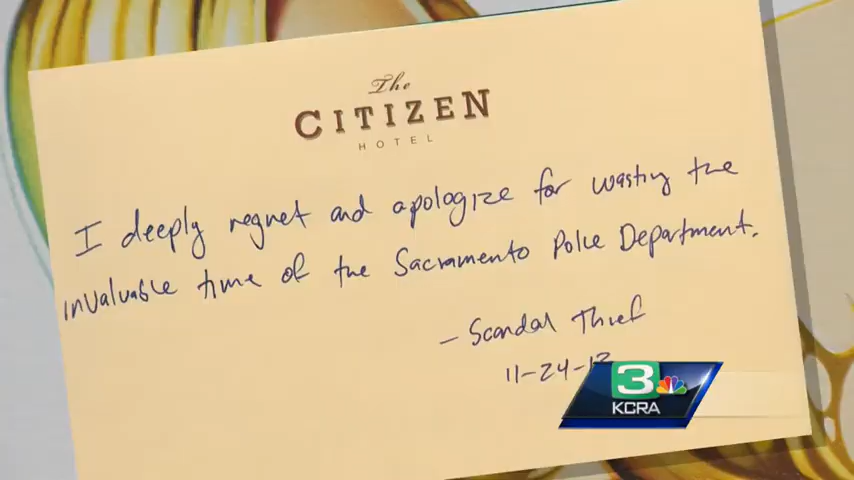 The
CITIZEN
HOTEL
I deeply regret and apologize for wasting the
invaluable time of the Sacramento Police Department.
- Scandal Thief
11-24-1
3
KCRA